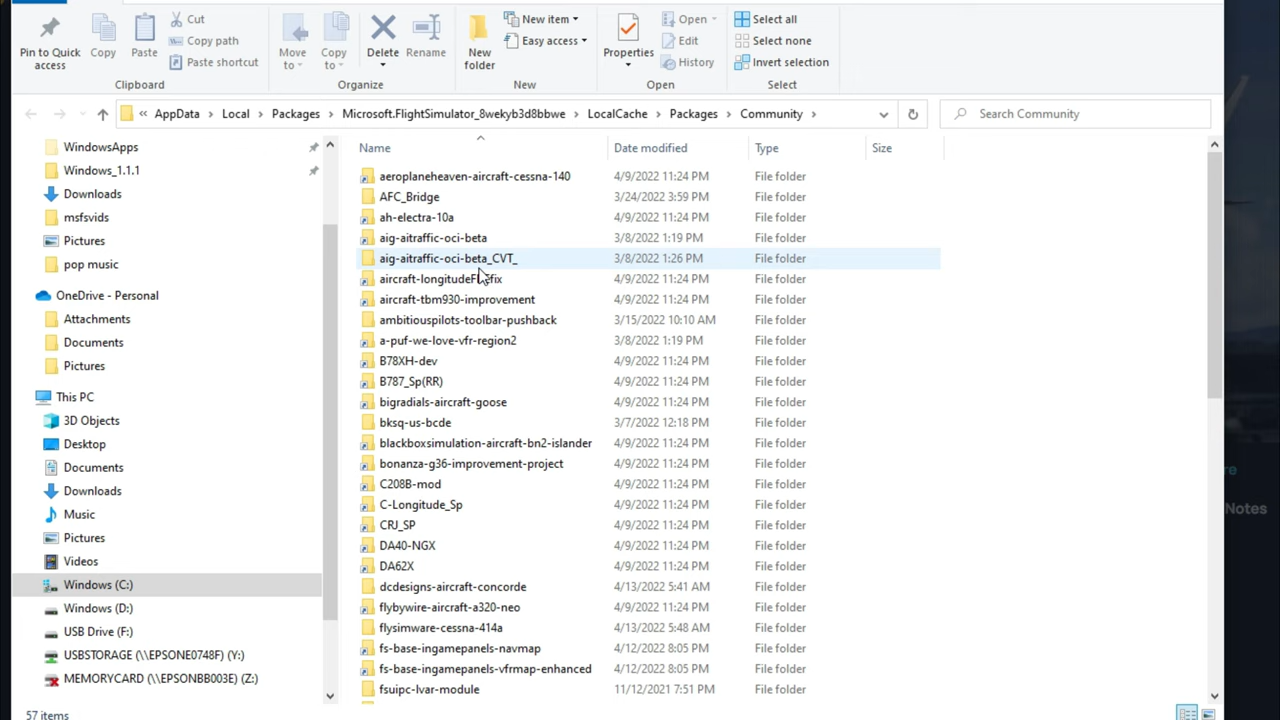 Cut
Copy path
Paste shortcut
Pin to Quick access
Copy
Paste
Clipboard
Move to
Copy to
Delete
Rename
Organize
New folder
New item
Easy access
New
Properties
Open
Edit
History
Open
Select all
Select none
Invert selection
Select
« AppData > Local > Packages > Microsoft.FlightSimulator_8wekyb3d8bbwe > LocalCache > Packages > Community >
Search Community
WindowsApps
Windows_1.1.1
Downloads
msfsvids
Pictures
pop music
OneDrive - Personal
Attachments
Documents
Pictures
This PC
3D Objects
Desktop
Documents
Downloads
Music
Pictures
Videos
Windows (C:)
Windows (D:)
USB Drive (F:)
USBSTORAGE (\\EPSONE0748F) (Y:)
MEMORYCARD (\\EPSONBB003E) (Z:)
Name Date modified Type Size
aeroplaneheaven-aircraft-cessna-140 4/9/2022 11:24 PM File folder
AFC_Bridge 3/24/2022 3:59 PM File folder
ah-electra-10a 4/9/2022 11:24 PM File folder
aig-aitraffic-oci-beta 3/8/2022 1:19 PM File folder
aig-aitraffic-oci-beta_CVT_ 3/8/2022 1:26 PM File folder
4/9/2022 11:24 PM File folder
aircraft-tbm930-improvement 4/9/2022 11:24 PM File folder
ambitiouspilots-toolbar-pushback 3/15/2022 10:10 AM File folder
a-puf-we-love-vfr-region2 3/8/2022 1:19 PM File folder
B78XH-dev 4/9/2022 11:24 PM File folder
B787_Sp(RR) 4/9/2022 11:24 PM File folder
bigradials-aircraft-goose 4/9/2022 11:24 PM File folder
bksq-us-bcde 3/7/2022 12:18 PM File folder
blackboxsimulation-aircraft-bn2-islander 4/9/2022 11:24 PM File folder
bonanza-g36-improvement-project 4/9/2022 11:24 PM File folder
C208B-mod 4/9/2022 11:24 PM File folder
C-Longitude_Sp 4/9/2022 11:24 PM File folder
CRJ_SP 4/9/2022 11:24 PM File folder
DA40-NGX 4/9/2022 11:24 PM File folder
DA62X 4/9/2022 11:24 PM File folder
dcdesigns-aircraft-concorde 4/13/2022 5:41 AM File folder
flybywire-aircraft-a320-neo 4/9/2022 11:24 PM File folder
flysimware-cessna-414a 4/13/2022 5:48 AM File folder
fs-base-ingamepanels-navmap 4/12/2022 8:05 PM File folder
fs-base-ingamepanels-vfrmap-enhanced 4/12/2022 8:05 PM File folder
fsuipc-lvar-module 11/12/2021 7:51 PM File folder
57 items
Notes